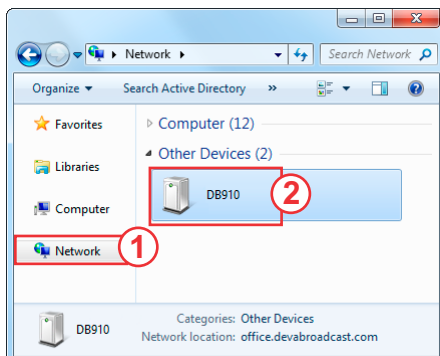 Network
Search Network
Organize
Search Active Directory
»
Favorites
Computer (12)
Libraries
Other Devices (2)
DB910
2
Computer
Network
1
DB910
Categories: Other Devices
Network location: office.devabroadcast.com